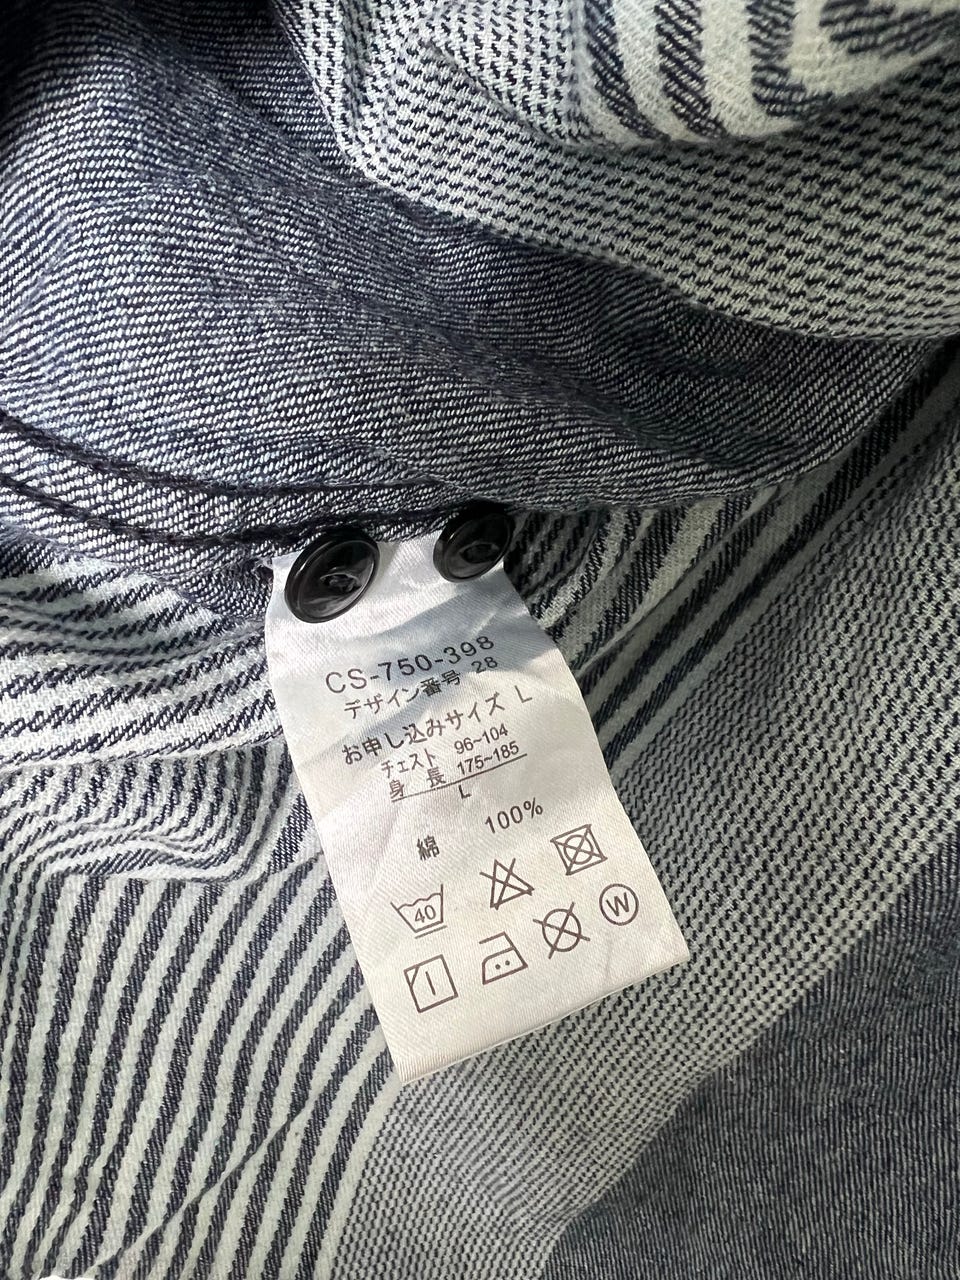 CS-750-398
デザイン番号 28
お申し込みサイズ L
チェスト 96~104
身 長 175~185
L
綿 100%
40
W